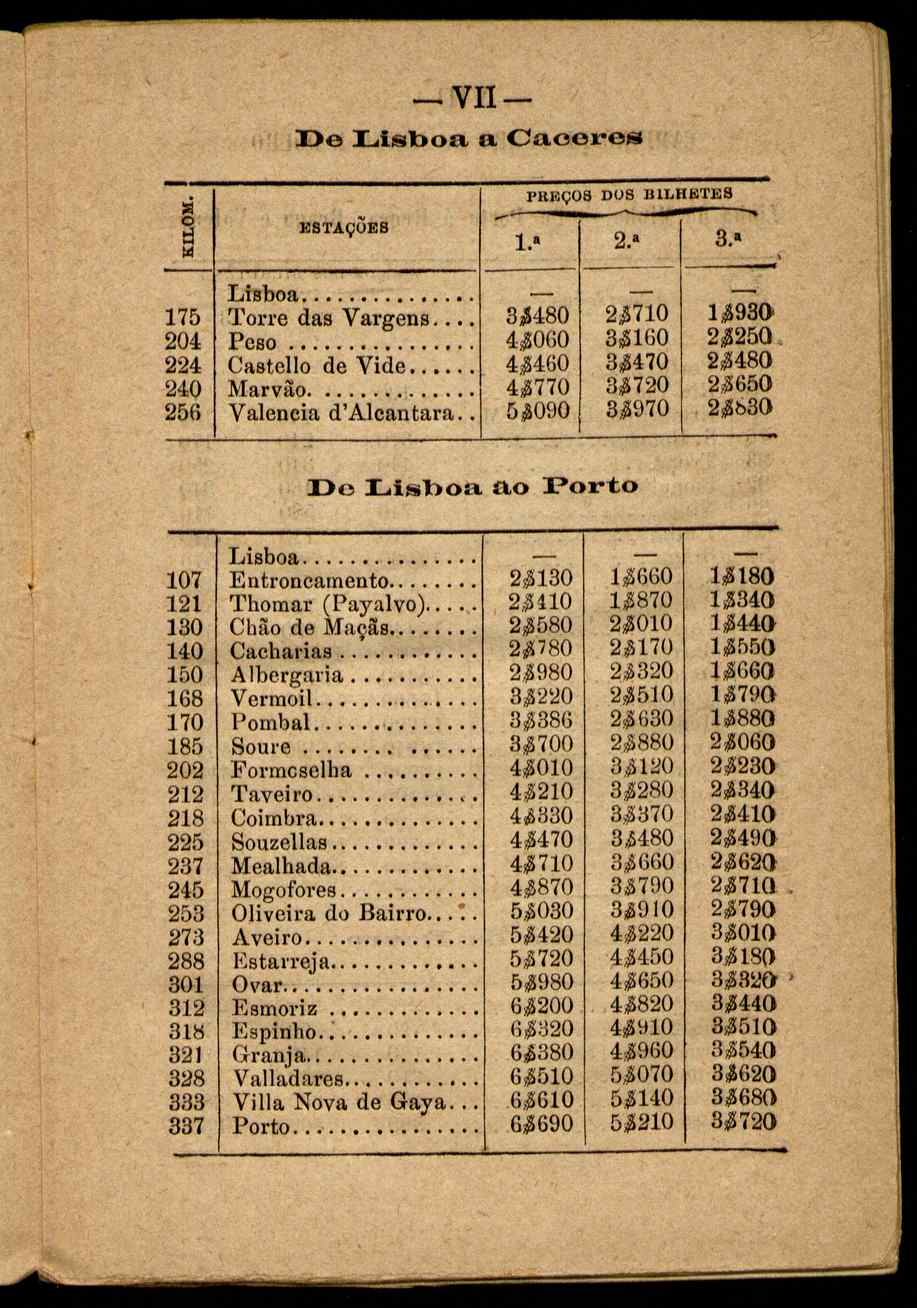 — VII —
De Lisboa a Caceres
KILOM. ESTAÇÕES PREÇOS DOS BILHETES
1.ª 2.ª 3.ª
Lisboa............... — — —
175 Torre das Vargens.... 3$480 2$710 1$930
204 Peso ................ 4$060 3$160 2$250
224 Castello de Vide...... 4$460 3$470 2$480
240 Marvão. ............. 4$770 3$720 2$650
256 Valencia d'Alcantara.. 5$090 3$970 2$830
De Lisboa ao Porto
Lisboa............... — — —
107 Entroncamento........ 2$130 1$660 1$180
121 Thomar (Payalvo)..... 2$410 1$870 1$340
130 Chão de Maçãs........ 2$580 2$010 1$440
140 Cacharias ............ 2$780 2$170 1$550
150 Albergaria ........... 2$980 2$320 1$660
168 Vermoil.............. 3$220 2$510 1$790
170 Pombal.............. 3$386 2$630 1$880
185 Soure ........ ...... 3$700 2$880 2$060
202 Formoselha .......... 4$010 3$120 2$230
212 Taveiro.............. 4$210 3$280 2$340
218 Coimbra.............. 4$330 3$370 2$410
225 Souzellas............. 4$470 3$480 2$490
237 Mealhada............. 4$710 3$660 2$620
245 Mogofores............ 4$870 3$790 2$710
253 Oliveira do Bairro..... 5$030 3$910 2$790
273 Aveiro............... 5$420 4$220 3$010
288 Estarreja............. 5$720 4$450 3$180
301 Ovar................. 5$980 4$650 3$320
312 Esmoriz ............. 6$200 4$820 3$440
318 Espinho.............. 6$320 4$910 3$510
321 Granja............... 6$380 4$960 3$540
328 Valladares............ 6$510 5$070 3$620
333 Villa Nova de Gaya... 6$610 5$140 3$680
337 Porto................ 6$690 5$210 3$720